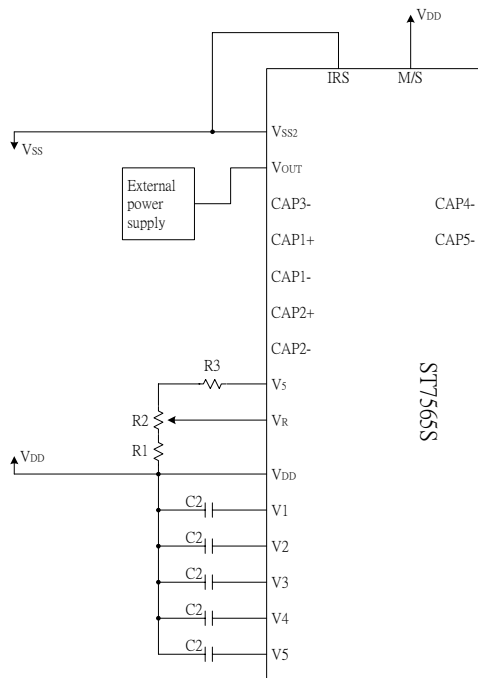 VDD
IRS
M/S
VSS
VSS2
VOUT
External
power
supply
CAP3-
CAP4-
CAP1+
CAP5-
CAP1-
CAP2+
CAP2-
ST7565S
R3
V5
R2
VR
R1
VDD
VDD
C2
V1
C2
V2
C2
V3
C2
V4
C2
V5